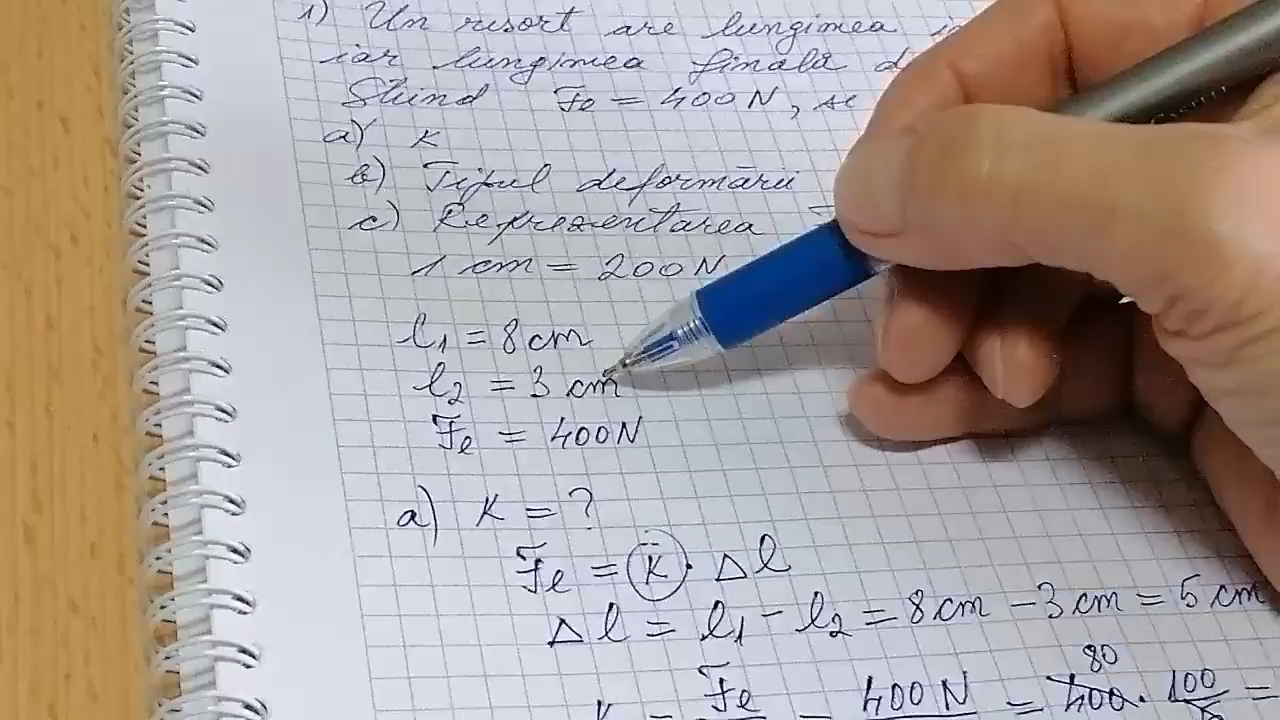 1) Un resort are lungimea
iar lungimea finală
Știind Fe = 400 N, se
a) K
b) Tipul deformării
c) Reprezentarea
1 cm = 200 N
l₁ = 8 cm
l₂ = 3 cm
Fe = 400 N
a) K = ?
Fe = K · Δl
Δl = l₁ - l₂ = 8 cm - 3 cm = 5 cm
80
Fe 400 N = 400 · 100 =